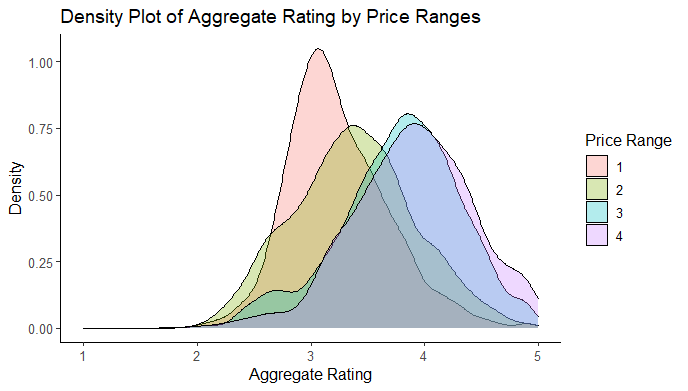 Density Plot of Aggregate Rating by Price Ranges
1.00
0.75
0.50
0.25
0.00
Density
1 2 3 4 5
Aggregate Rating
Price Range
1
2
3
4